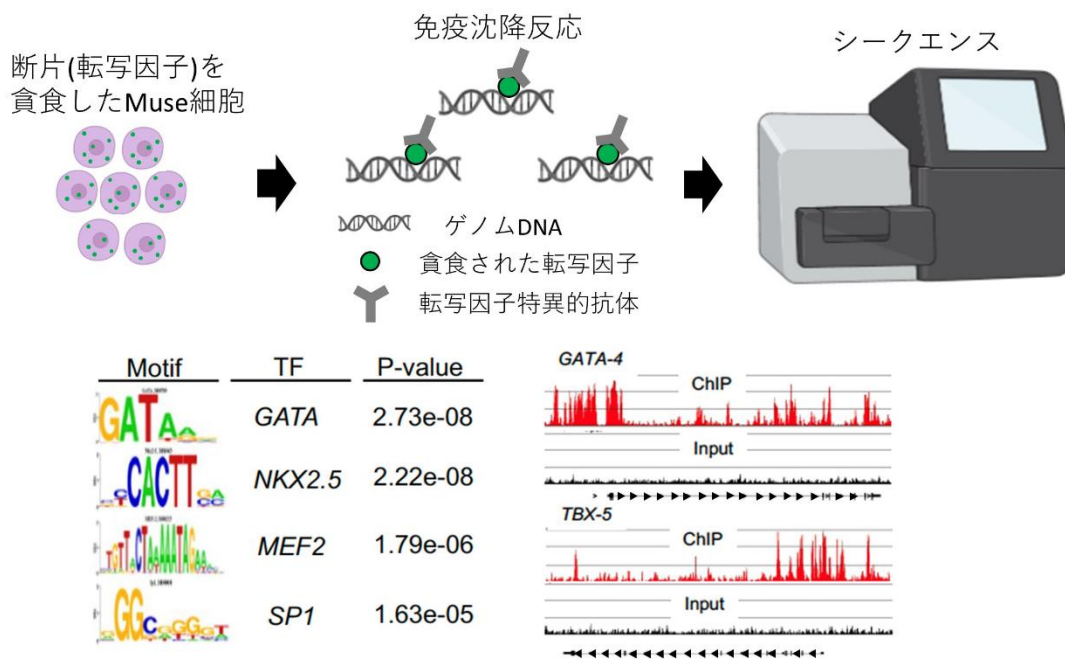 断片(転写因子)を
貪食したMuse細胞
免疫沈降反応
シークエンス
ゲノムDNA
貪食された転写因子
転写因子特異的抗体
Motif TF P-value
GATA 2.73e-08
NKX2.5 2.22e-08
MEF2 1.79e-06
SP1 1.63e-05
GATA-4
ChIP
Input
TBX-5
ChIP
Input